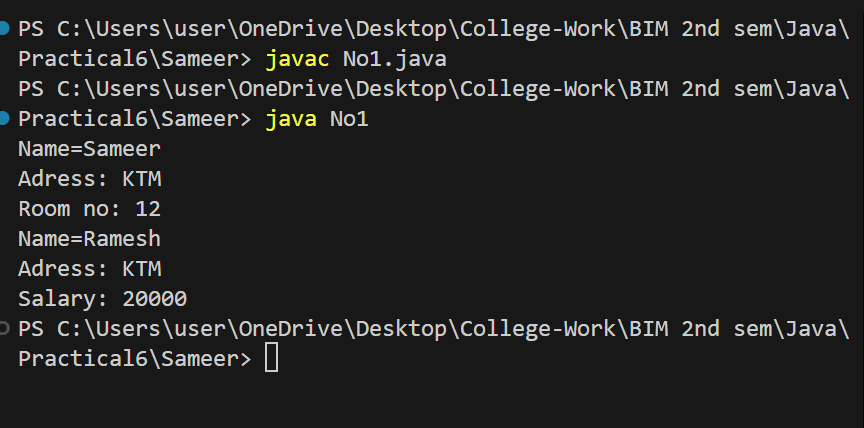 PS C:\Users\user\OneDrive\Desktop\College-Work\BIM 2nd sem\Java\
Practical6\Sameer> javac No1.java
PS C:\Users\user\OneDrive\Desktop\College-Work\BIM 2nd sem\Java\
Practical6\Sameer> java No1
Name=Sameer
Adress: KTM
Room no: 12
Name=Ramesh
Adress: KTM
Salary: 20000
PS C:\Users\user\OneDrive\Desktop\College-Work\BIM 2nd sem\Java\
Practical6\Sameer>